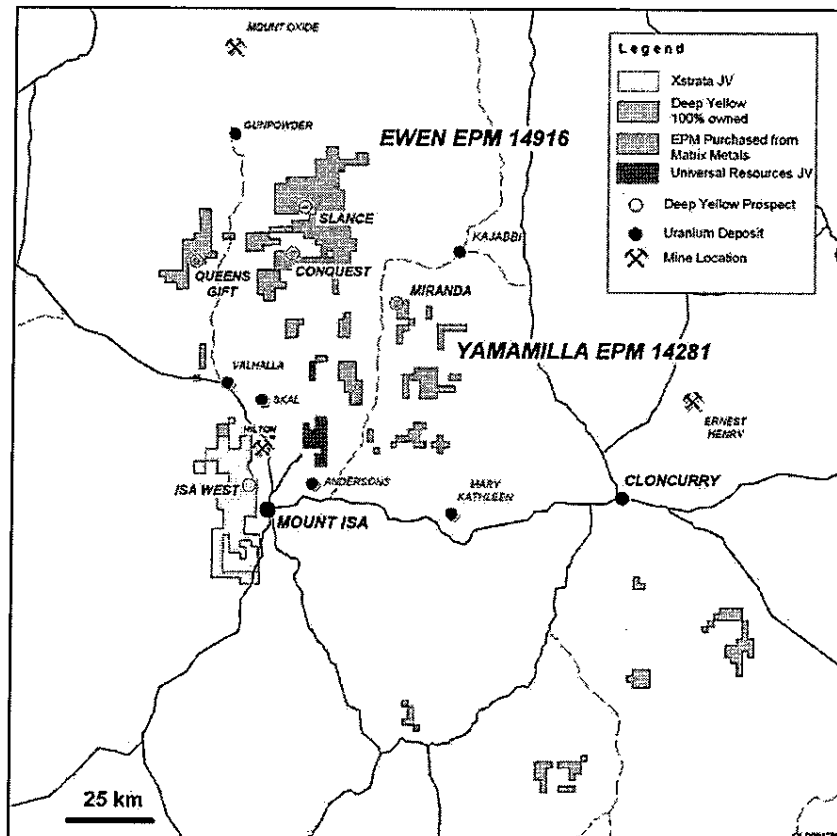 MOUNT OXIDE
GUNPOWDER
EWEN EPM 14916
SLANCE
KAJABBI
QUEENS
GIFT
CONQUEST
MIRANDA
YAMAMILLA EPM 14281
VALHALLA
SKAL
HILTON
ERNEST
HENRY
ISA WEST
ANDERSONS
MARY
KATHLEEN
CLONCURRY
MOUNT ISA
25 km
Legend
Xstrata JV
Deep Yellow
100% owned
EPM Purchased from
Matrix Metals
Universal Resources JV
Deep Yellow Prospect
Uranium Deposit
Mine Location